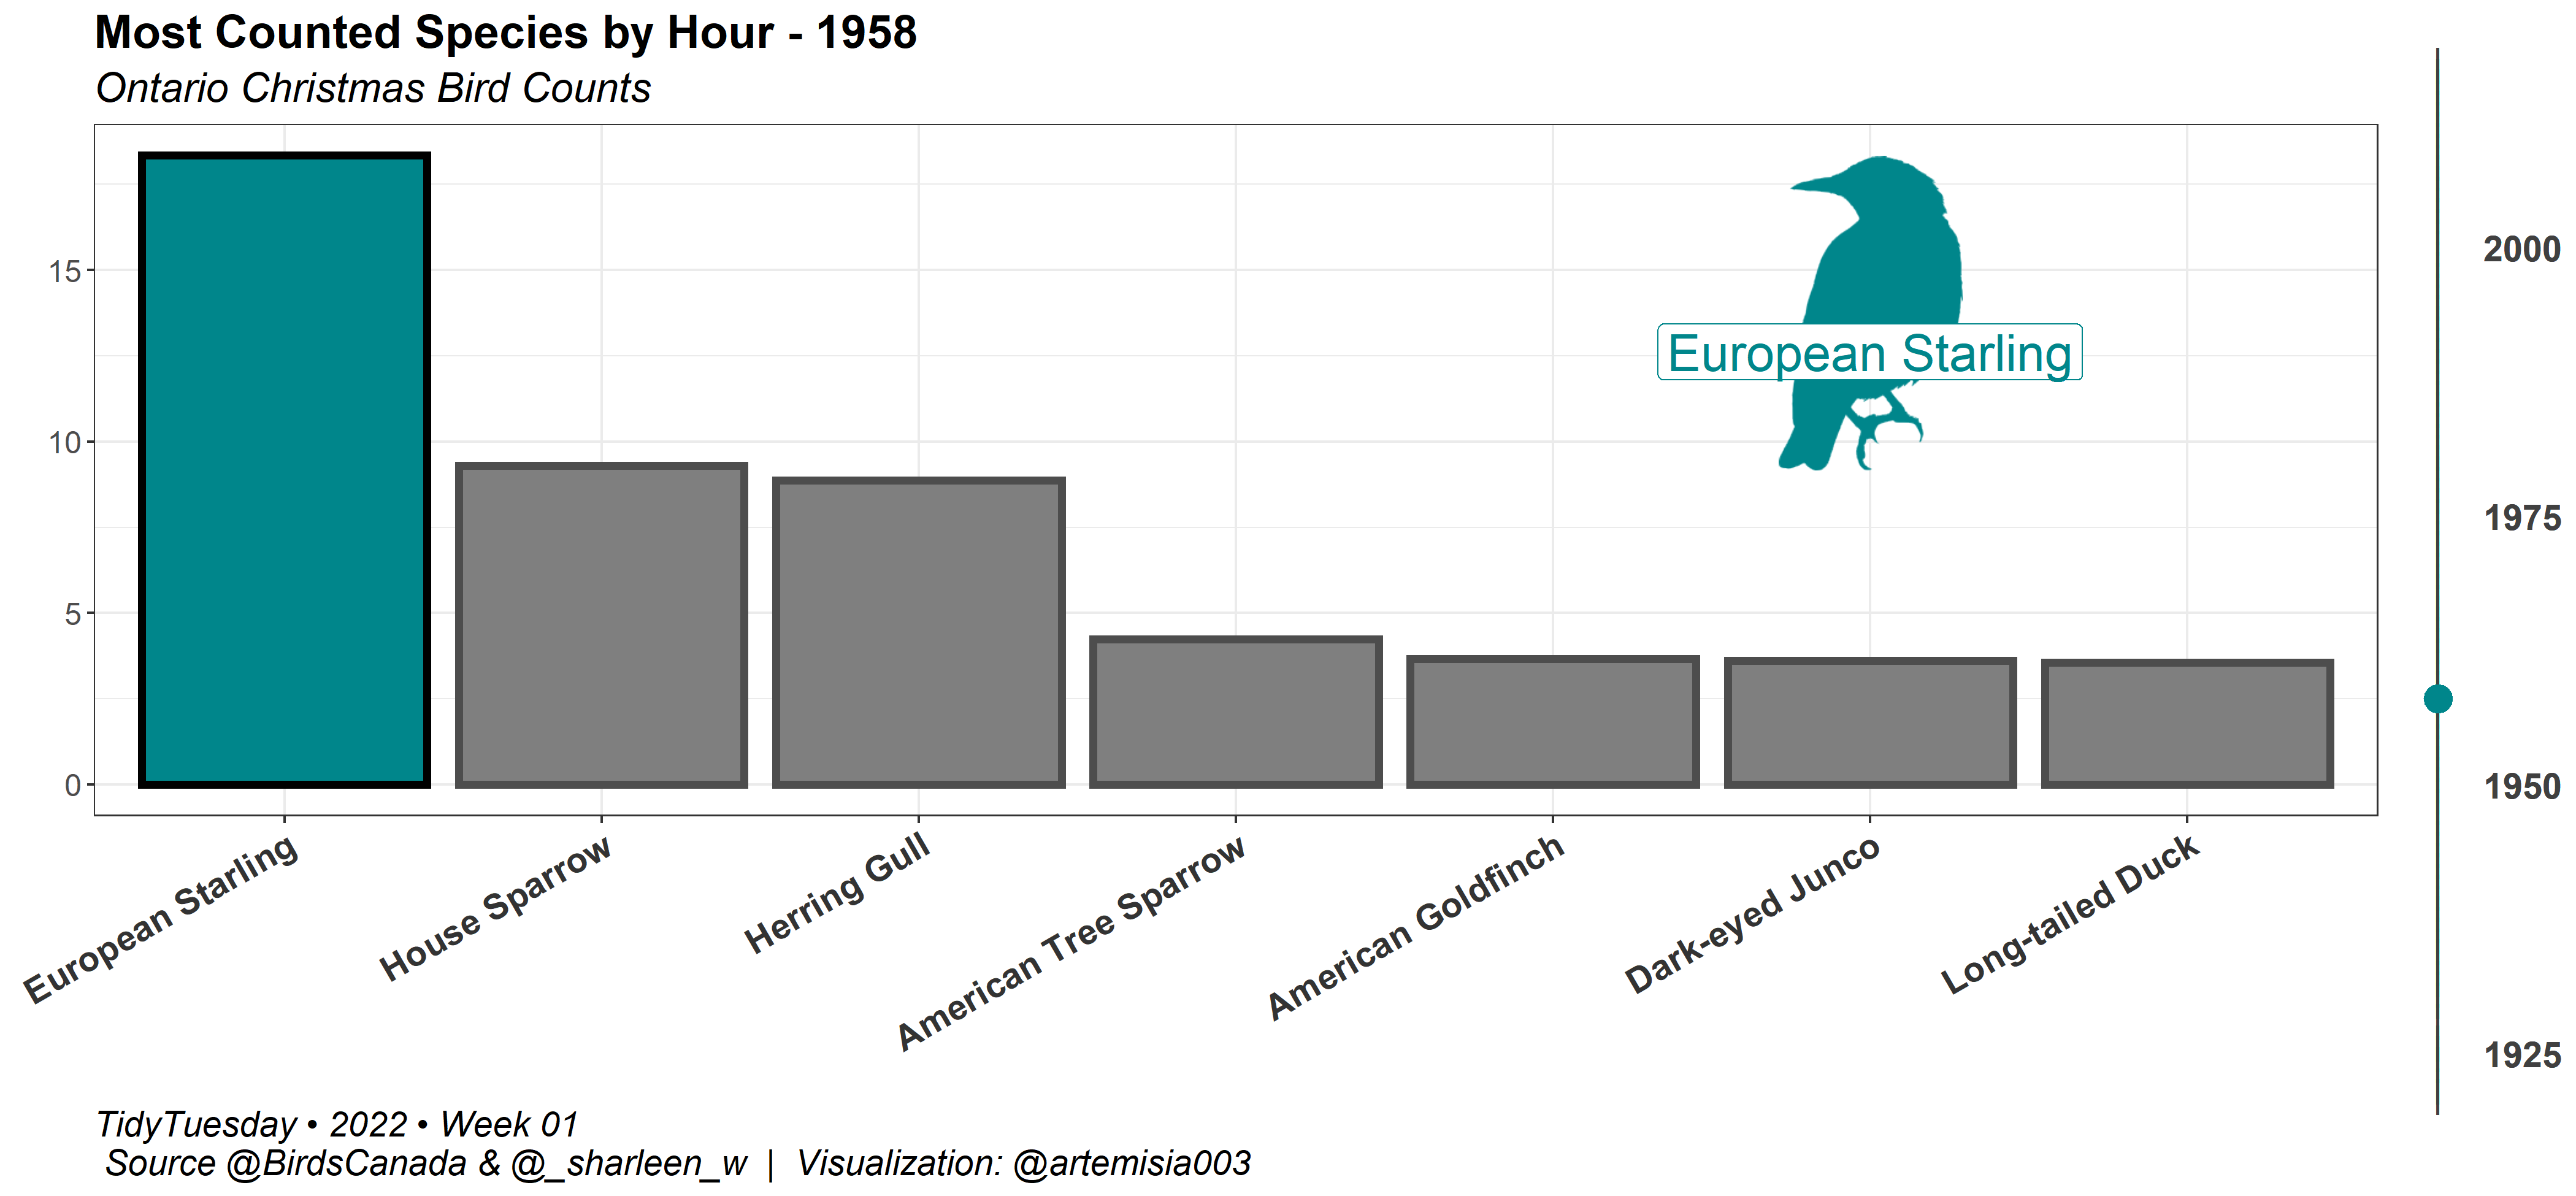 Most Counted Species by Hour - 1958
Ontario Christmas Bird Counts
15
10
5
0
European Starling
2000
1975
1950
1925
European Starling
House Sparrow
Herring Gull
American Tree Sparrow
American Goldfinch
Dark-eyed Junco
Long-tailed Duck
TidyTuesday • 2022 • Week 01
Source @BirdsCanada & @_sharleen_w | Visualization: @artemisia003